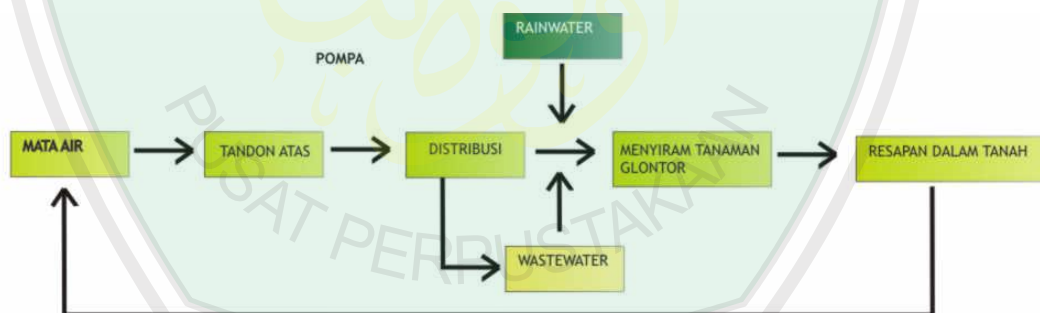 RAINWATER
POMPA
MATA AIR
TANDON ATAS
DISTRIBUSI
MENYIRAM TANAMAN
GLONTOR
RESAPAN DALAM TANAH
WASTEWATER
PUSAT PERPUSTAKAAN